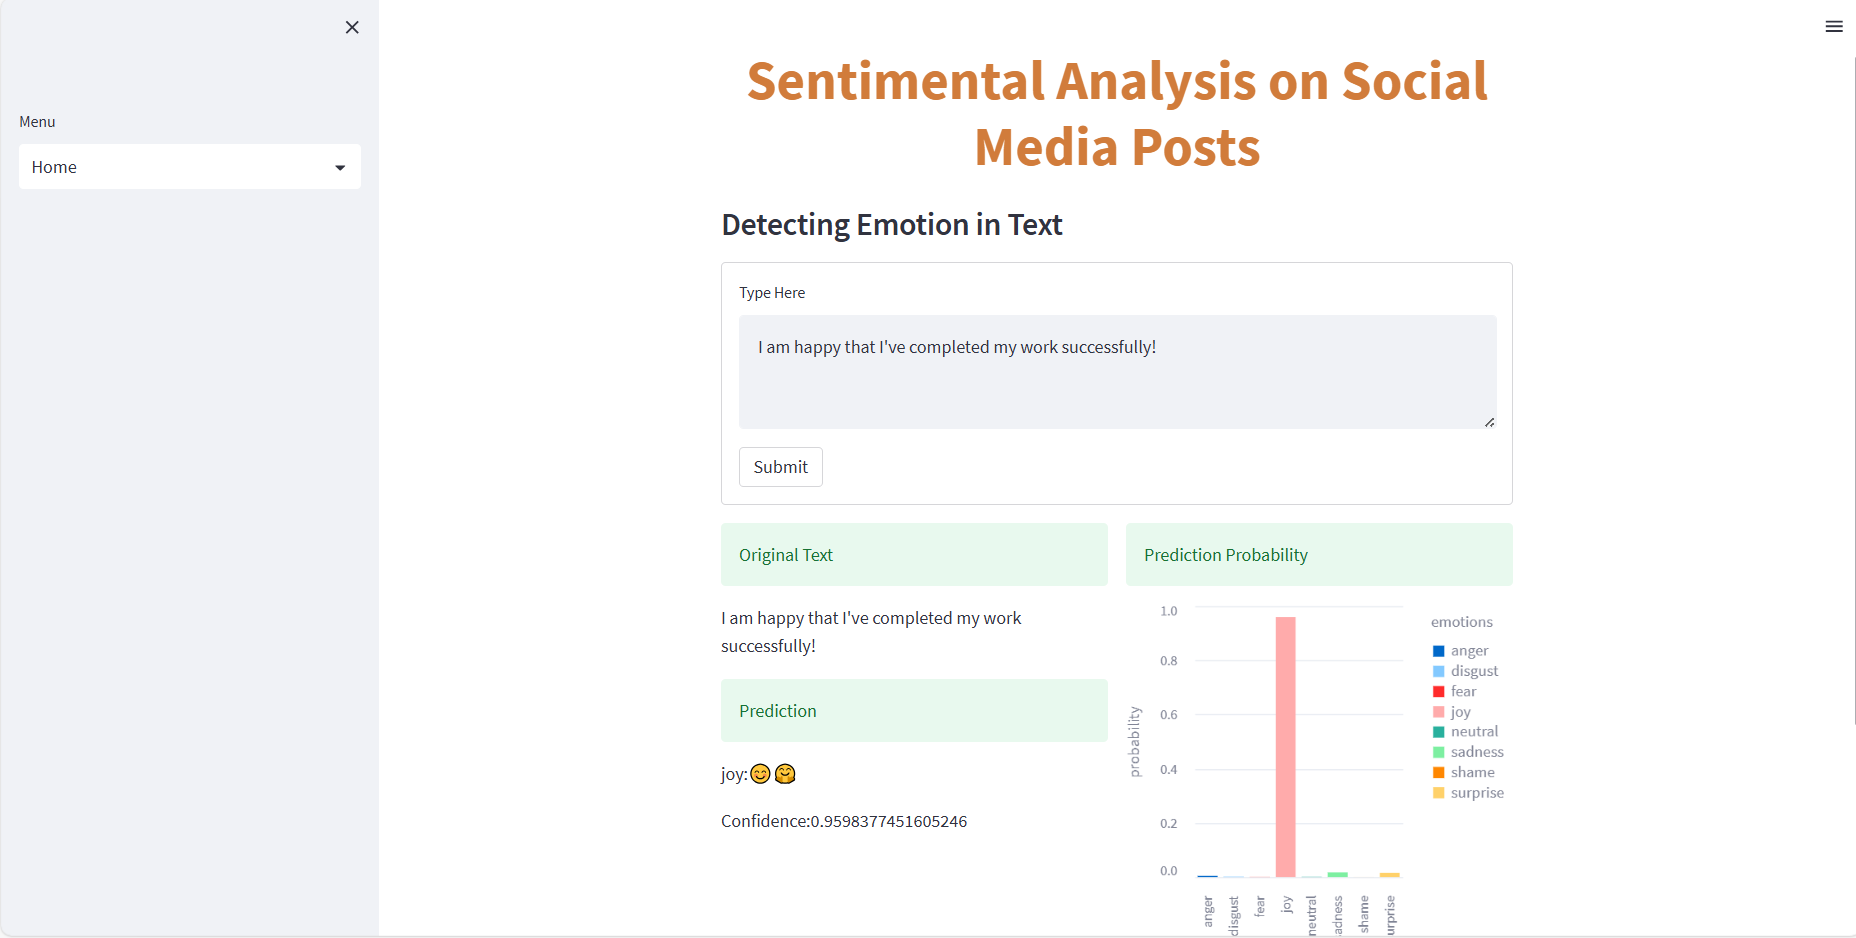 Menu
Home
Sentimental Analysis on Social
Media Posts
Detecting Emotion in Text
Type Here
I am happy that I've completed my work successfully!
Submit
Original Text
I am happy that I've completed my work
successfully!
Prediction
joy:😊🤗
Confidence:0.9598377451605246
Prediction Probability
1.0
0.8
0.6
0.4
0.2
0.0
probability
anger
disgust
fear
joy
neutral
adness
shame
urprise
emotions
anger
disgust
fear
joy
neutral
sadness
shame
surprise